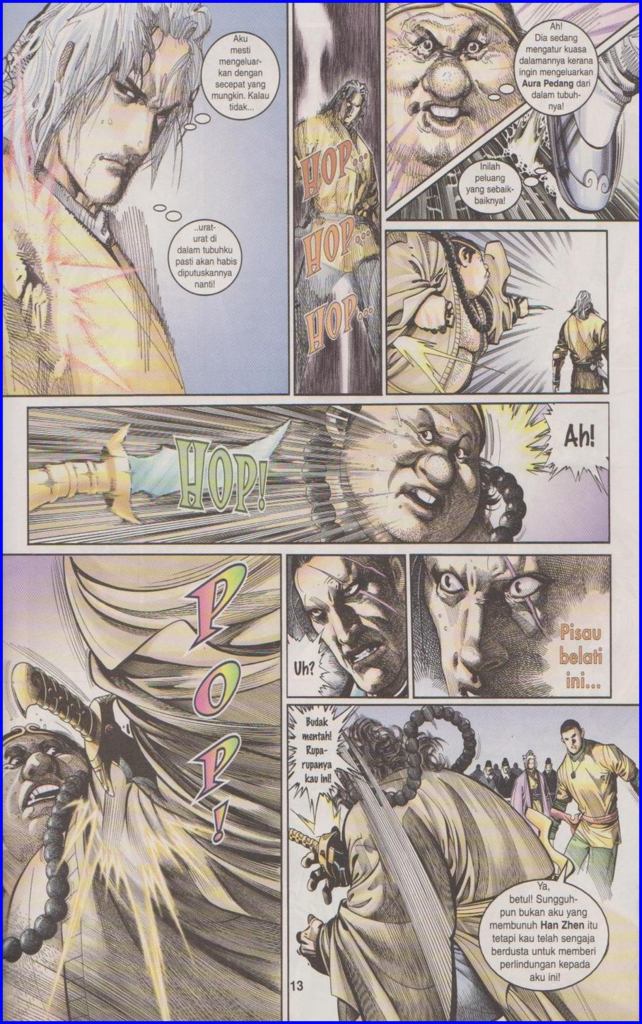 Aku
mesti
mengeluar-
kan dengan
secepat yang
mungkin. Kalau
tidak...
..urat-
urat di
dalam tubuhku
pasti akan habis
diputuskannya
nanti!
HOP...
HOP...
HOP...
Ah!
Dia sedang
mengatur kuasa
dalamannya kerana
ingin mengeluarkan
Aura Pedang dari
dalam tubuh-
nya!
Inilah
peluang
yang sebaik-
baiknya!
HOP!
Ah!
POP!
Uh?
Pisau
belati
ini...
Budak
mentah!
Rupa-
rupanya
kau ini!
Ya,
betul! Sungguh-
pun bukan aku yang
membunuh Han Zhen itu
tetapi kau telah sengaja
berdusta untuk memberi
perlindungan kepada
aku ini!
13